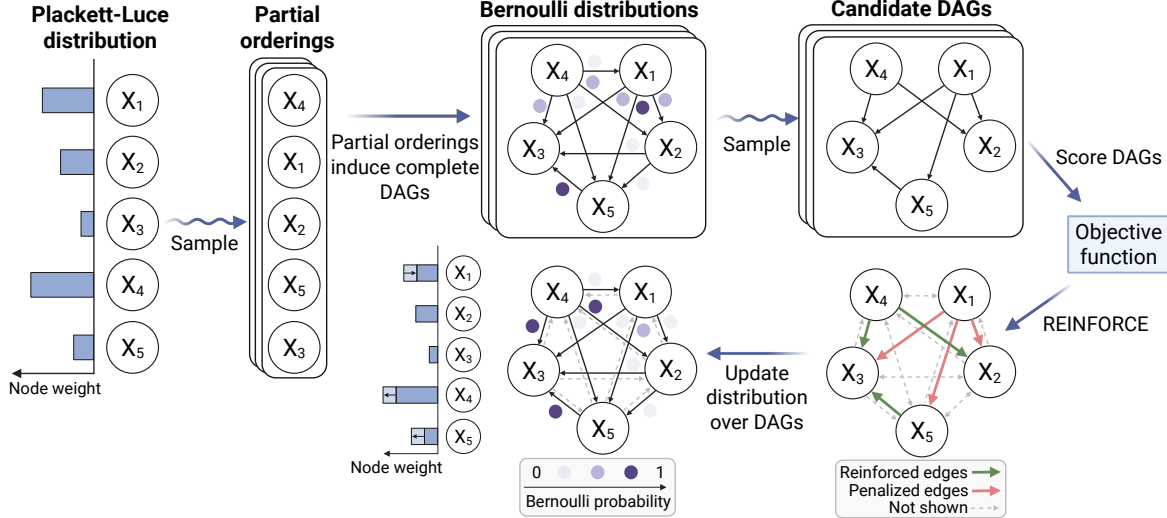 Plackett-Luce
distribution
Partial
orderings
Bernoulli distributions
Candidate DAGs
X1
X2
X3
X4
X5
Node weight
Sample
X4
X1
X2
X5
X3
Partial orderings
induce complete
DAGs
X4
X1
X3
X2
X5
Sample
X4
X1
X3
X2
X5
Score DAGs
Objective
function
REINFORCE
X4
X1
X3
X2
X5
Reinforced edges
Penalized edges
Not shown
Update
distribution
over DAGs
X4
X1
X3
X2
X5
0 1
Bernoulli probability
X1
X2
X3
X4
X5
Node weight